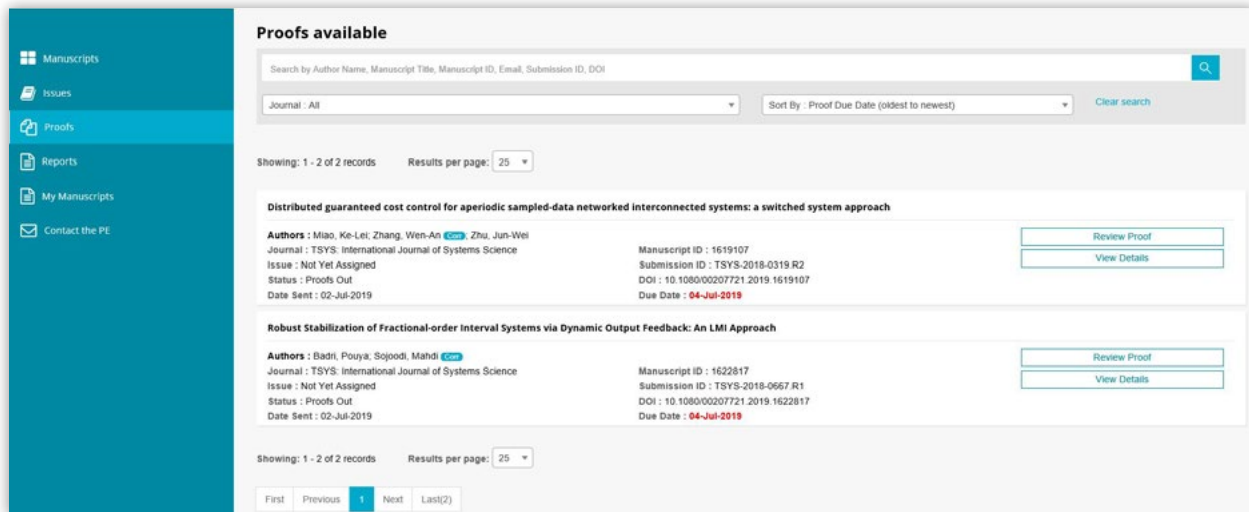 Proofs available
Manuscripts
Issues
Proofs
Reports
My Manuscripts
Contact the PE
Search by Author Name, Manuscript Title, Manuscript ID, Email, Submission ID, DOI
Journal : All
Sort By : Proof Due Date (oldest to newest)
Clear search
Showing: 1 - 2 of 2 records
Results per page: 25
Distributed guaranteed cost control for aperiodic sampled-data networked interconnected systems: a switched system approach
Authors : Miao, Ke-Lei; Zhang, Wen-An Corr; Zhu, Jun-Wei
Journal : TSYS: International Journal of Systems Science
Issue : Not Yet Assigned
Status : Proofs Out
Date Sent : 02-Jul-2019
Manuscript ID : 1619107
Submission ID : TSYS-2018-0319.R2
DOI : 10.1080/00207721.2019.1619107
Due Date : 04-Jul-2019
Review Proof
View Details
Robust Stabilization of Fractional-order Interval Systems via Dynamic Output Feedback: An LMI Approach
Authors : Badri, Pouya; Sojoodi, Mahdi Corr
Journal : TSYS: International Journal of Systems Science
Issue : Not Yet Assigned
Status : Proofs Out
Date Sent : 02-Jul-2019
Manuscript ID : 1622817
Submission ID : TSYS-2018-0667.R1
DOI : 10.1080/00207721.2019.1622817
Due Date : 04-Jul-2019
Review Proof
View Details
Showing: 1 - 2 of 2 records
Results per page: 25
First Previous 1 Next Last(2)